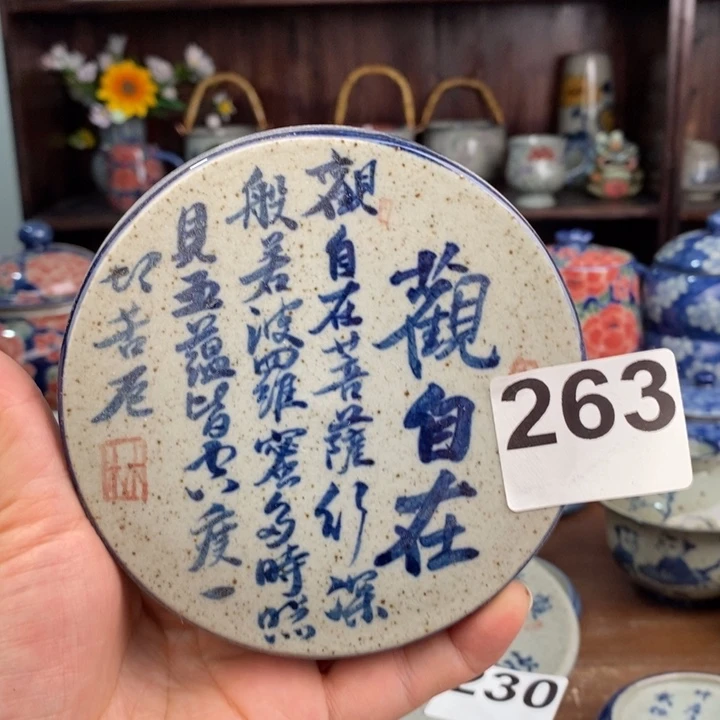 觀自在
觀自在菩薩行深
般若波羅蜜多時照
見五蘊皆空度一
切苦厄
林
263
230